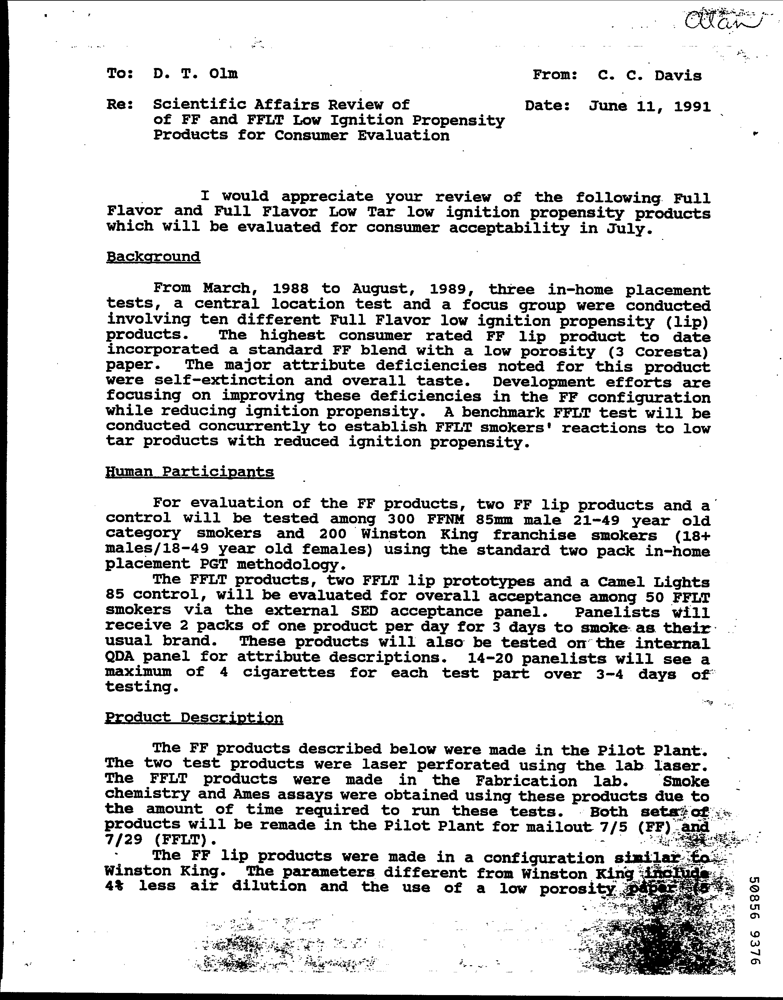 Alan
To: D. T. Olm
From: C. C. Davis
Re: Scientific Affairs Review of
Date: June 11, 1991
of FF and FFLT Low Ignition Propensity
Products for Consumer Evaluation
I would appreciate your review of the following Full
Flavor and Full Flavor Low Tar low ignition propensity products
which will be evaluated for consumer acceptability in July.
Background
From March, 1988 to August, 1989, three in-home placement
tests, a central location test and a focus group were conducted
involving ten different Full Flavor low ignition propensity (lip)
products. The highest consumer rated FF lip product to date
incorporated a standard FF blend with a low porosity (3 Coresta)
paper. The major attribute deficiencies noted for this product
were self-extinction and overall taste. Development efforts are
focusing on improving these deficiencies in the FF configuration
while reducing ignition propensity. A benchmark FFLT test will be
conducted concurrently to establish FFLT smokers' reactions to low
tar products with reduced ignition propensity.
Human Participants
For evaluation of the FF products, two FF lip products and a
control will be tested among 300 FFNM 85mm male 21-49 year old
category smokers and 200 Winston King franchise smokers (18+
males/18-49 year old females) using the standard two pack in-home
placement PGT methodology.
The FFLT products, two FFLT lip prototypes and a Camel Lights
85 control, will be evaluated for overall acceptance among 50 FFLT
smokers via the external SED acceptance panel. Panelists will
receive 2 packs of one product per day for 3 days to smoke as their
usual brand. These products will also be tested on the internal
QDA panel for attribute descriptions. 14-20 panelists will see a
maximum of 4 cigarettes for each test part over 3-4 days of
testing.
Product Description
The FF products described below were made in the Pilot Plant.
The two test products were laser perforated using the lab laser.
The FFLT products were made in the Fabrication lab. Smoke
chemistry and Ames assays were obtained using these products due to
the amount of time required to run these tests. Both sets of
products will be remade in the Pilot Plant for mailout 7/5 (FF) and
7/29 (FFLT).
The FF lip products were made in a configuration similar to
Winston King. The parameters different from Winston King include
4% less air dilution and the use of a low porosity paper (5
50856 9376